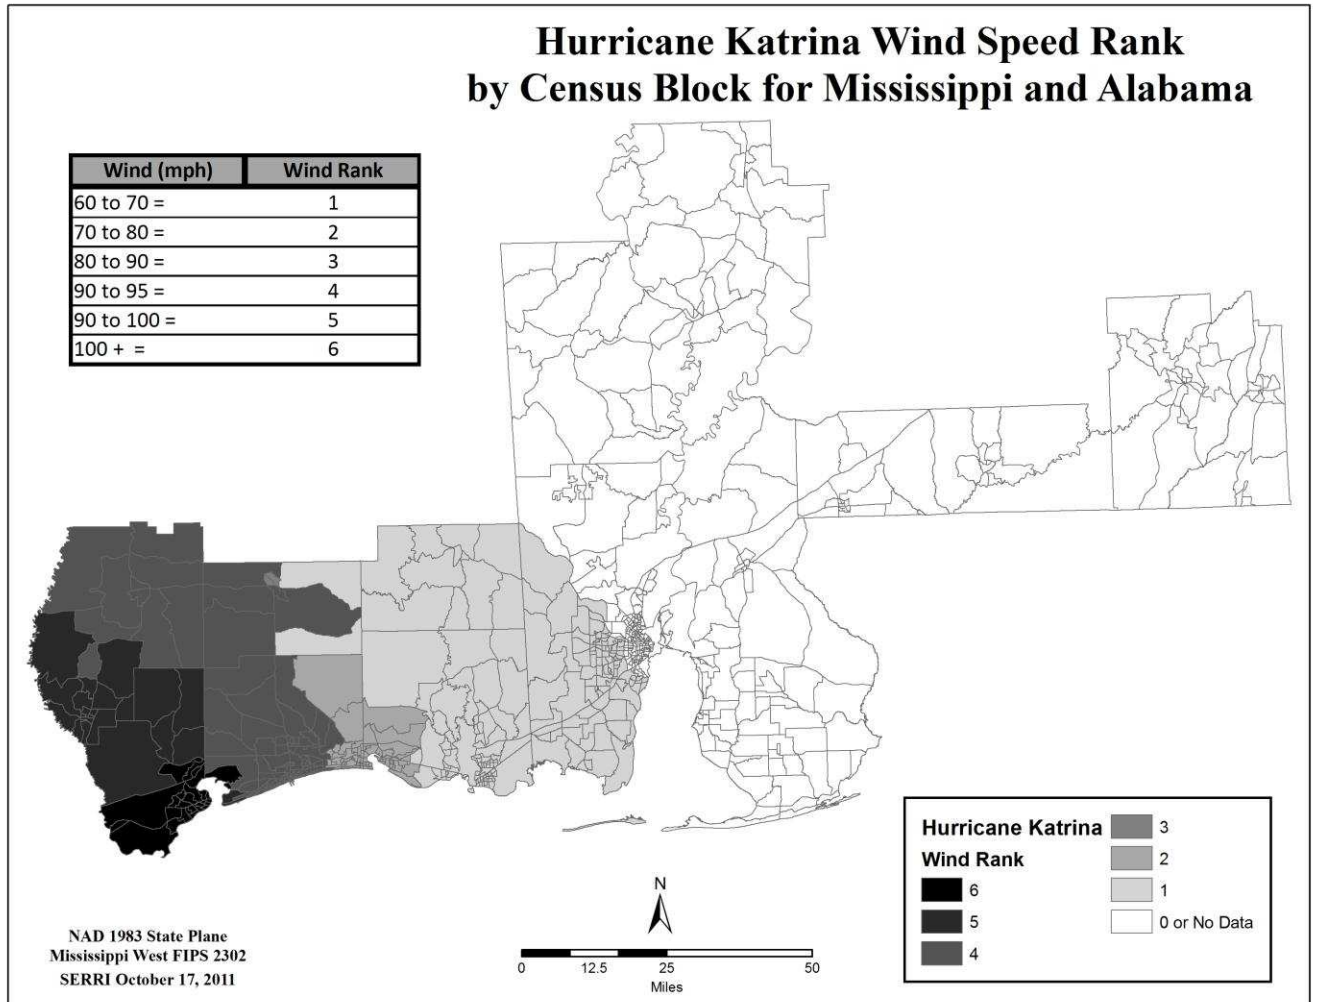 Hurricane Katrina Wind Speed Rank
by Census Block for Mississippi and Alabama
Wind (mph) Wind Rank
60 to 70 = 1
70 to 80 = 2
80 to 90 = 3
90 to 95 = 4
90 to 100 = 5
100 + = 6
Hurricane Katrina
Wind Rank
6
5
4
3
2
1
0 or No Data
N
0 12.5 25 50
Miles
NAD 1983 State Plane
Mississippi West FIPS 2302
SERRI October 17, 2011